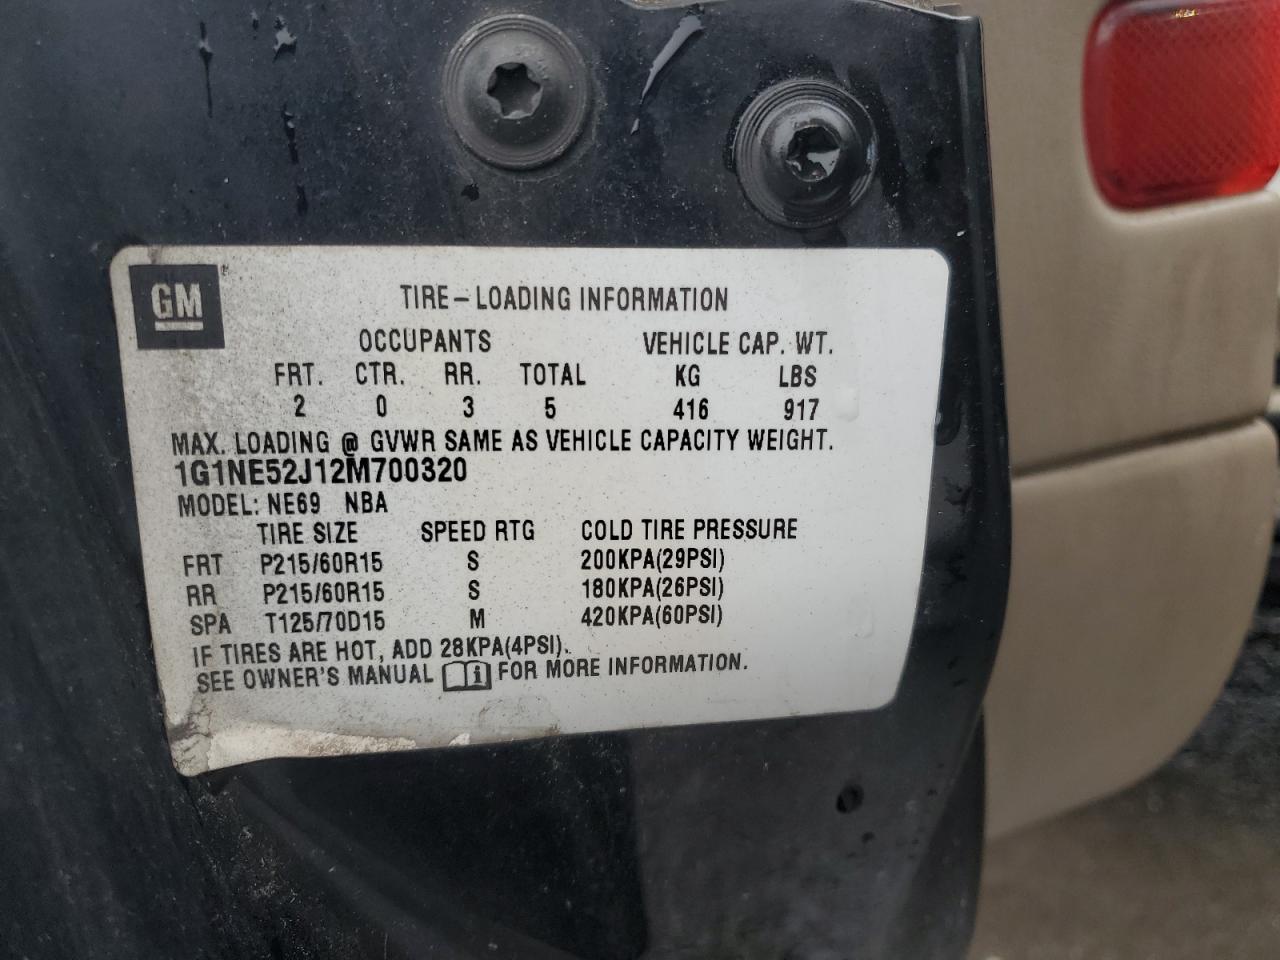 GM
TIRE-LOADING INFORMATION
OCCUPANTS VEHICLE CAP. WT.
FRT. CTR. RR. TOTAL KG LBS
2 0 3 5 416 917
MAX. LOADING @ GVWR SAME AS VEHICLE CAPACITY WEIGHT.
1G1NE52J12M700320
MODEL: NE69 NBA
TIRE SIZE SPEED RTG COLD TIRE PRESSURE
FRT P215/60R15 S 200KPA(29PSI)
RR P215/60R15 S 180KPA(26PSI)
SPA T125/70D15 M 420KPA(60PSI)
IF TIRES ARE HOT, ADD 28KPA(4PSI).
SEE OWNER'S MANUAL i FOR MORE INFORMATION.